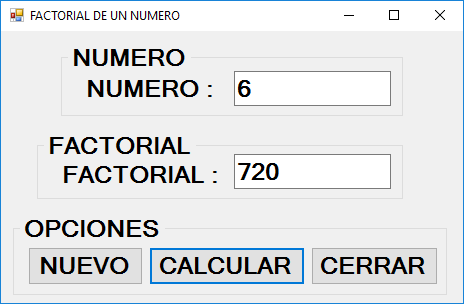 FACTORIAL DE UN NUMERO
NUMERO
NUMERO : 6
FACTORIAL
FACTORIAL : 720
OPCIONES
NUEVO CALCULAR CERRAR